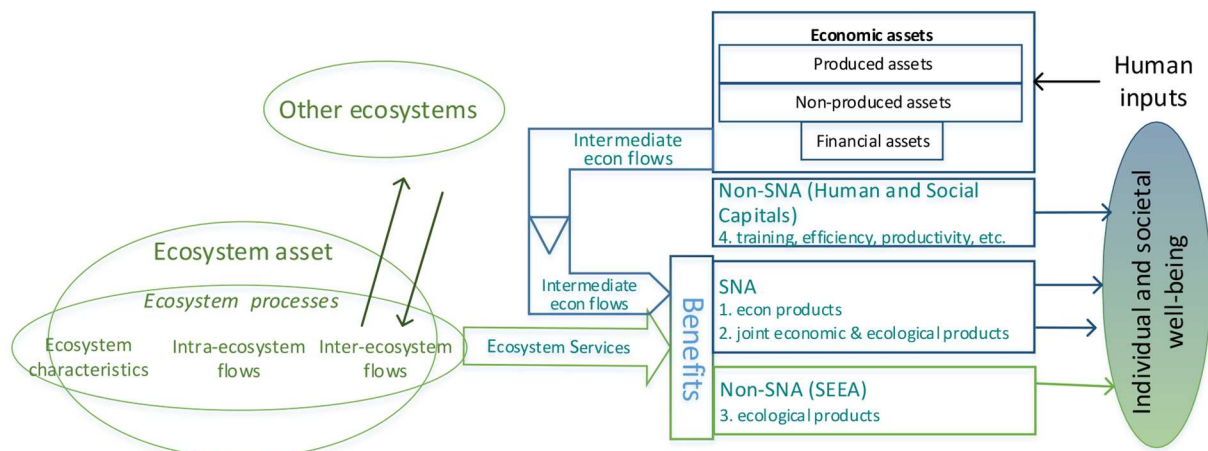 Economic assets
Produced assets
Non-produced assets
Financial assets
Human
inputs
Other ecosystems
Intermediate
econ flows
Non-SNA (Human and Social
Capitals)
4. training, efficiency, productivity, etc.
Ecosystem asset
Ecosystem processes
Ecosystem
characteristics
Intra-ecosystem
flows
Inter-ecosystem
flows
Intermediate
econ flows
Ecosystem Services
Benefits
SNA
1. econ products
2. joint economic & ecological products
Non-SNA (SEEA)
3. ecological products
Individual and societal
well-being